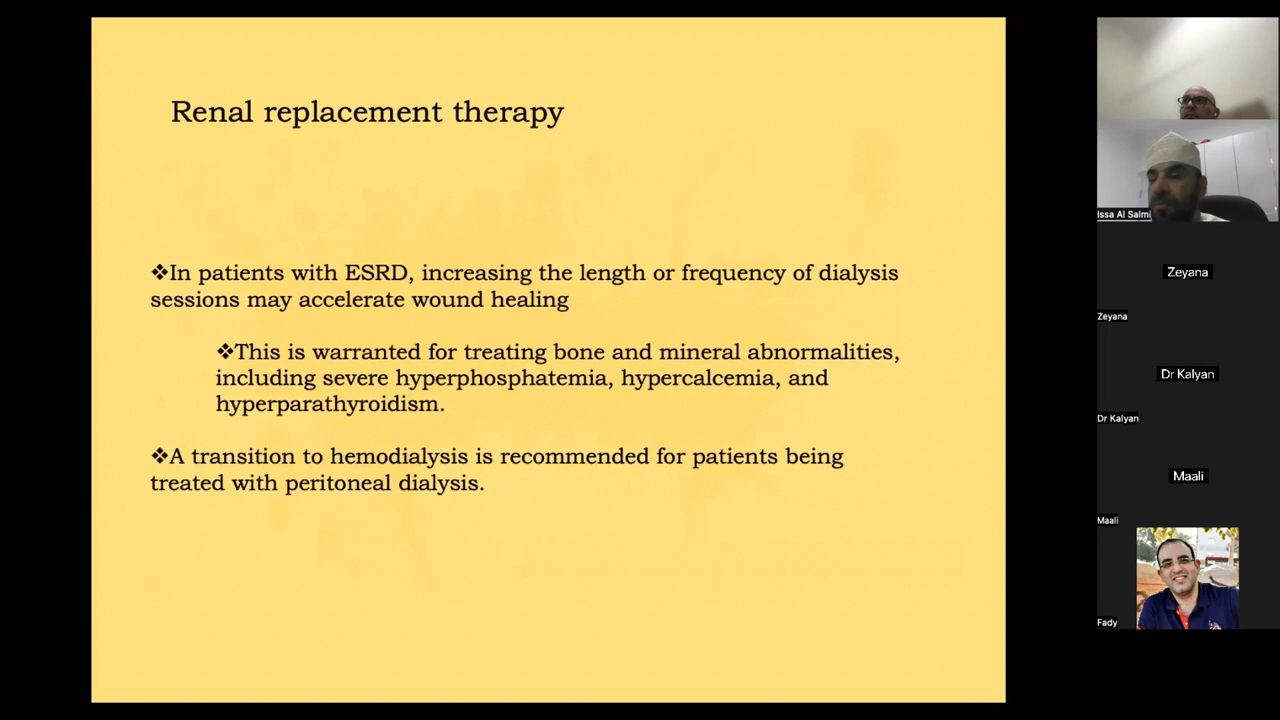 Renal replacement therapy
❖In patients with ESRD, increasing the length or frequency of dialysis
sessions may accelerate wound healing
❖This is warranted for treating bone and mineral abnormalities,
including severe hyperphosphatemia, hypercalcemia, and
hyperparathyroidism.
❖A transition to hemodialysis is recommended for patients being
treated with peritoneal dialysis.
Issa Al Salmi
Zeyana
Zeyana
Dr Kalyan
Dr Kalyan
Maali
Maali
Fady